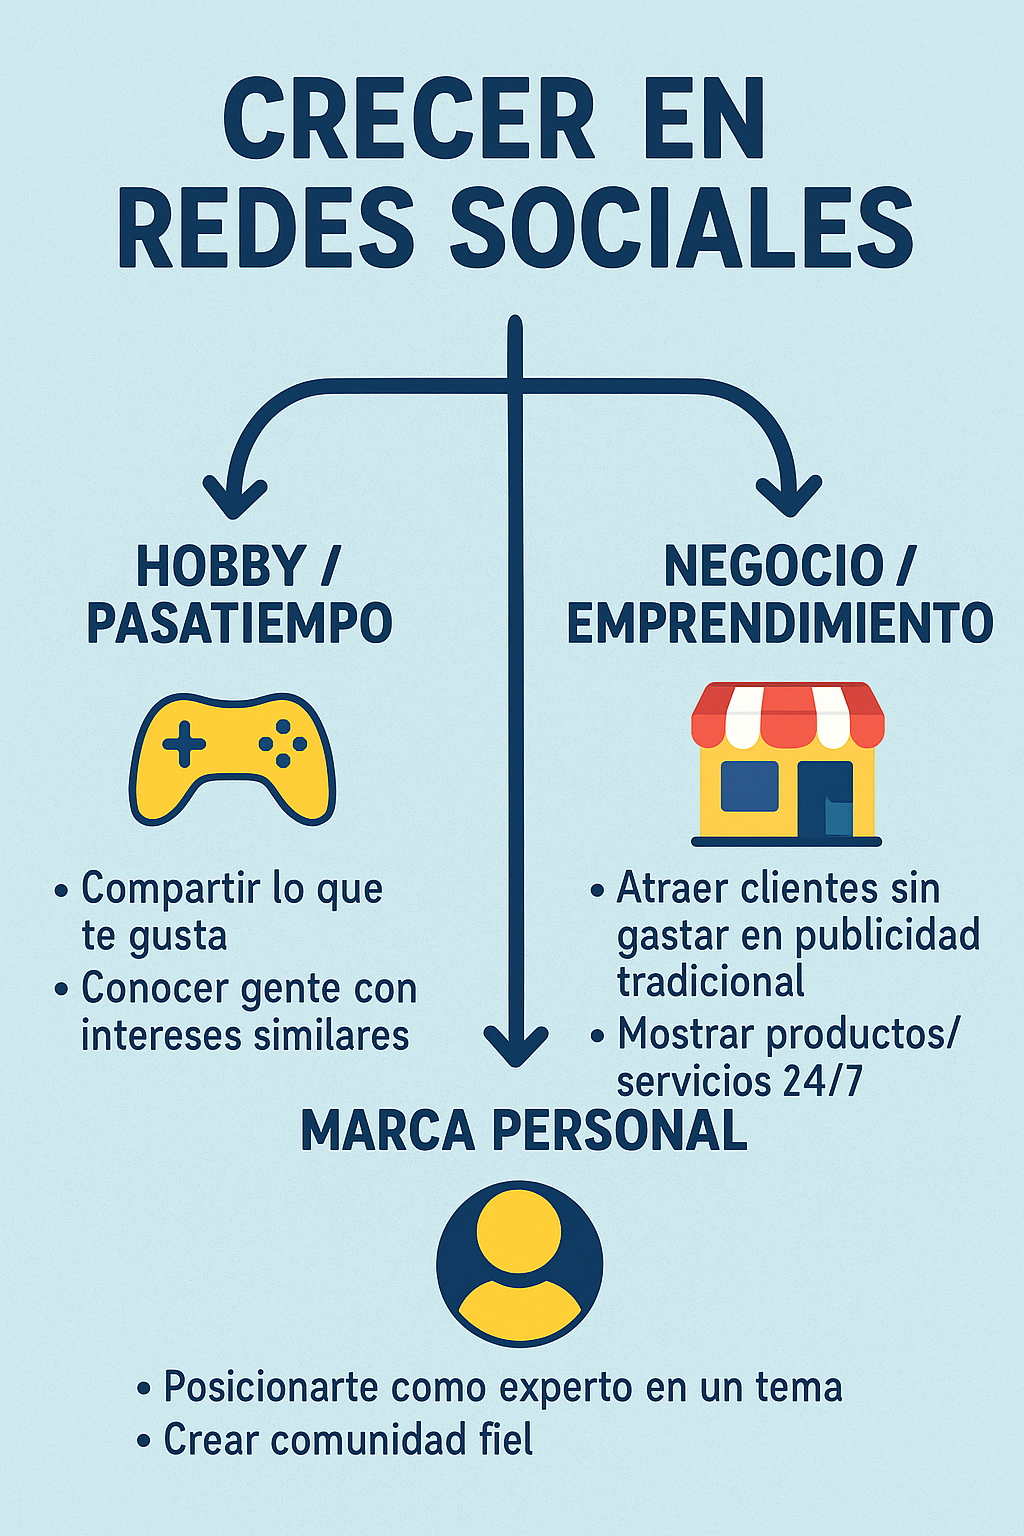 CRECER EN
REDES SOCIALES
HOBBY /
PASATIEMPO
• Compartir lo que
te gusta
• Conocer gente con
intereses similares
NEGOCIO /
EMPRENDIMIENTO
• Atraer clientes sin
gastar en publicidad
tradicional
• Mostrar productos/
servicios 24/7
MARCA PERSONAL
• Posicionarte como experto en un tema
• Crear comunidad fiel